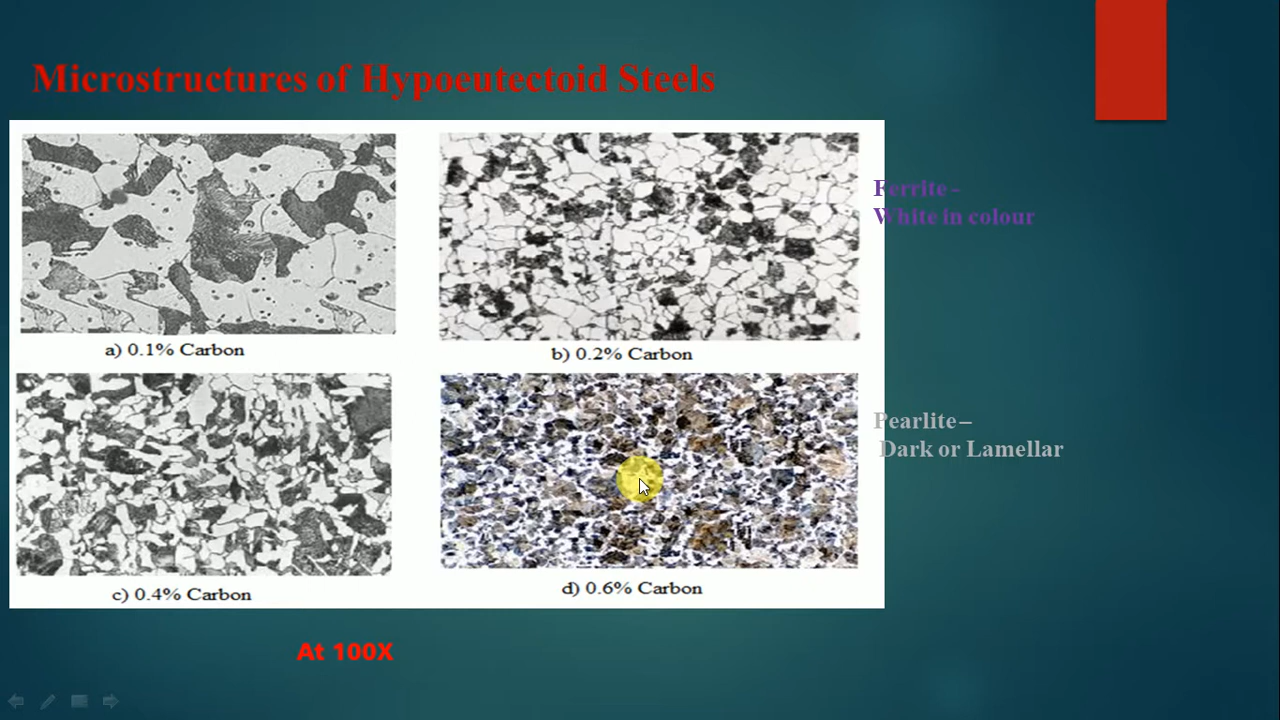 Microstructures of Hypoeutectoid Steels
Ferrite -
White in colour
a) 0.1% Carbon
b) 0.2% Carbon
Pearlite –
Dark or Lamellar
c) 0.4% Carbon
d) 0.6% Carbon
At 100X